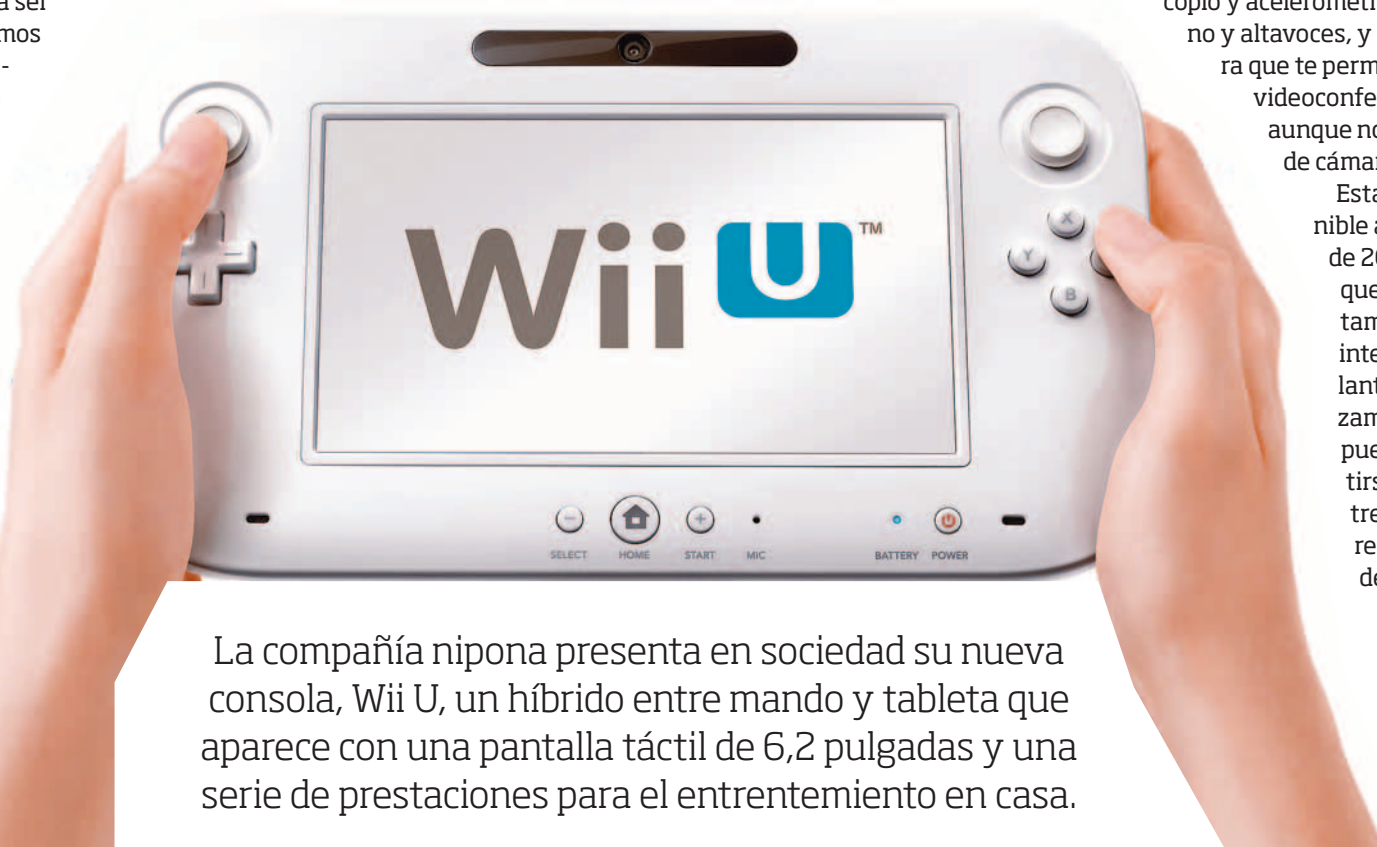 a ser
mos
-
copio y acelerómetr
no y altavoces, y
ra que te perm
videoconfe
aunque no
de cámar
Esta
nible a
de 20
que
tam
inte
lant
zam
pue
tirs
tre
re
de
Wii U™
X
Y
B
SELECT
HOME
START
MIC
BATTERY
POWER
La compañía nipona presenta en sociedad su nueva
consola, Wii U, un híbrido entre mando y tableta que
aparece con una pantalla táctil de 6,2 pulgadas y una
serie de prestaciones para el entrentemiento en casa.